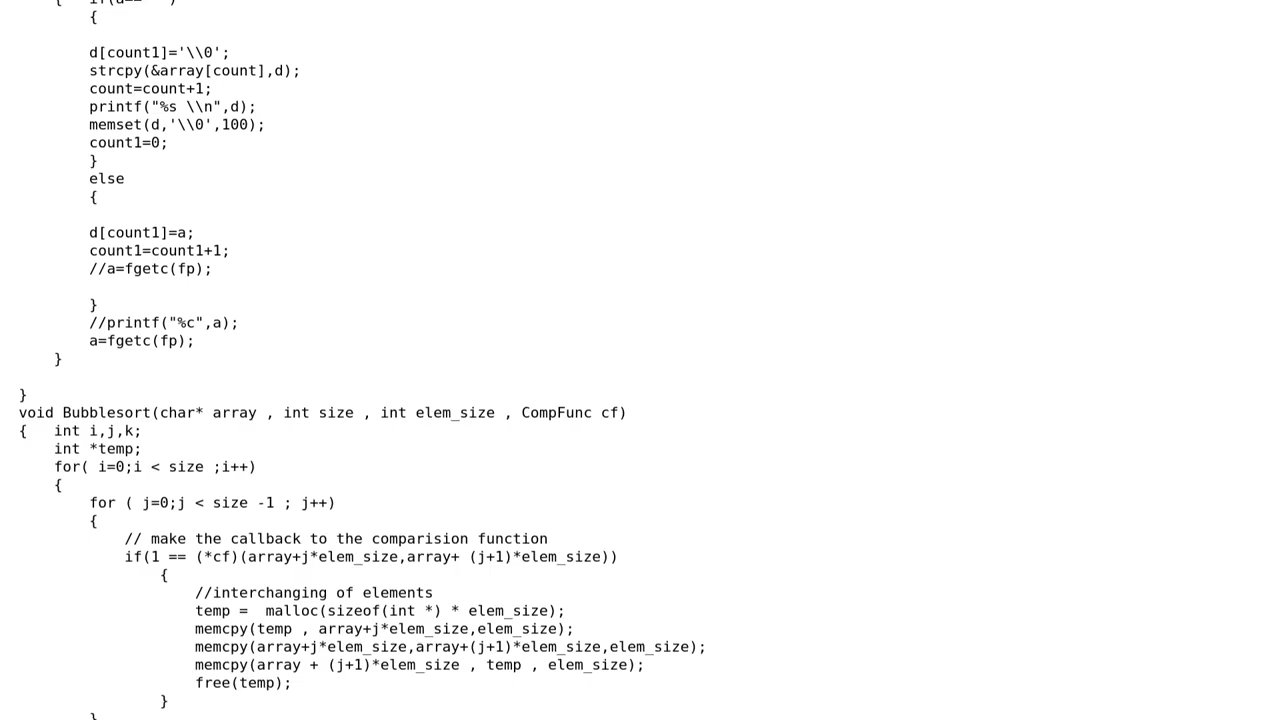 {   if(a==' ')
        {

        d[count1]='\\0';
        strcpy(&array[count],d);
        count=count+1;
        printf("%s \\n",d);
        memset(d,'\\0',100);
        count1=0;
        }
        else
        {

        d[count1]=a;
        count1=count1+1;
        //a=fgetc(fp);

        }
        //printf("%c",a);
        a=fgetc(fp);
    }

}
void Bubblesort(char* array , int size , int elem_size , CompFunc cf)
{   int i,j,k;
    int *temp;
    for( i=0;i < size ;i++)
    {
        for ( j=0;j < size -1 ; j++)
        {
            // make the callback to the comparision function
            if(1 == (*cf)(array+j*elem_size,array+ (j+1)*elem_size))
                {
                    //interchanging of elements
                    temp =  malloc(sizeof(int *) * elem_size);
                    memcpy(temp , array+j*elem_size,elem_size);
                    memcpy(array+j*elem_size,array+(j+1)*elem_size,elem_size);
                    memcpy(array + (j+1)*elem_size , temp , elem_size);
                    free(temp);
                }
        }